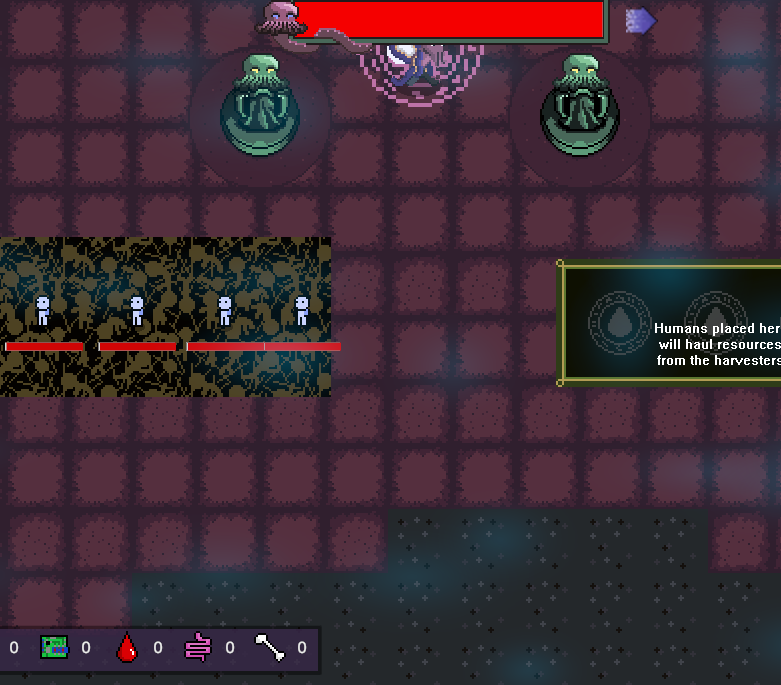 Humans placed her
will haul resources
from the harvesters
0 0 0 0 0